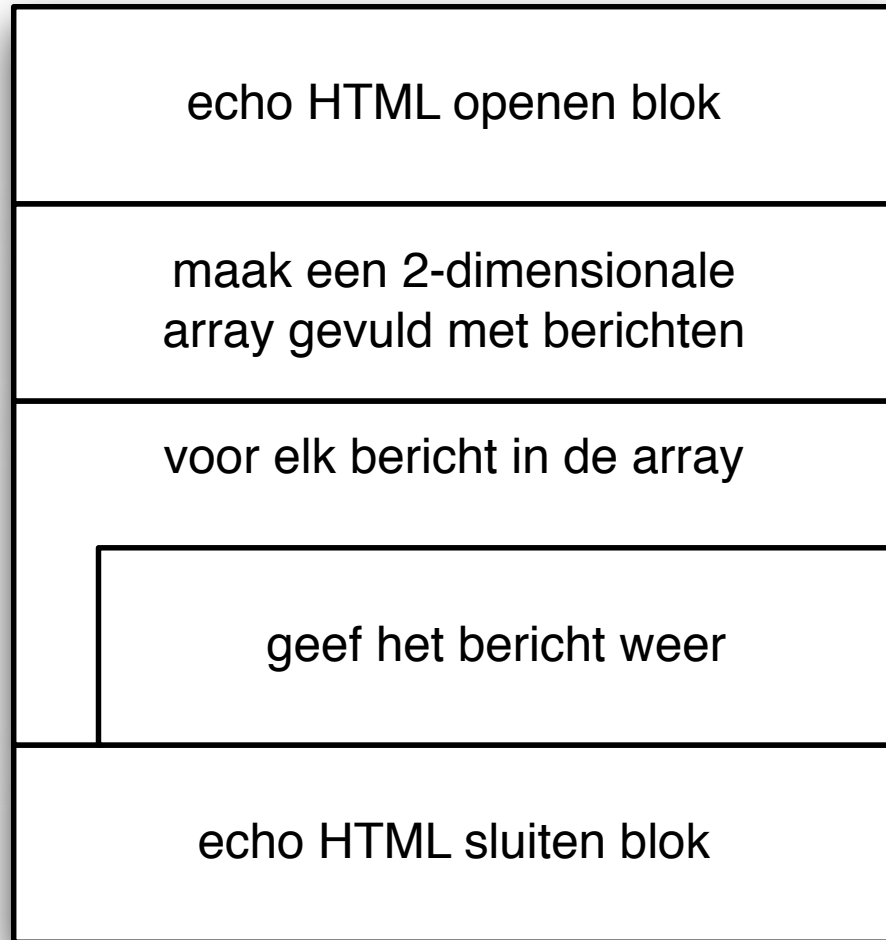 echo HTML openen blok
maak een 2-dimensionale
array gevuld met berichten
voor elk bericht in de array
geef het bericht weer
echo HTML sluiten blok